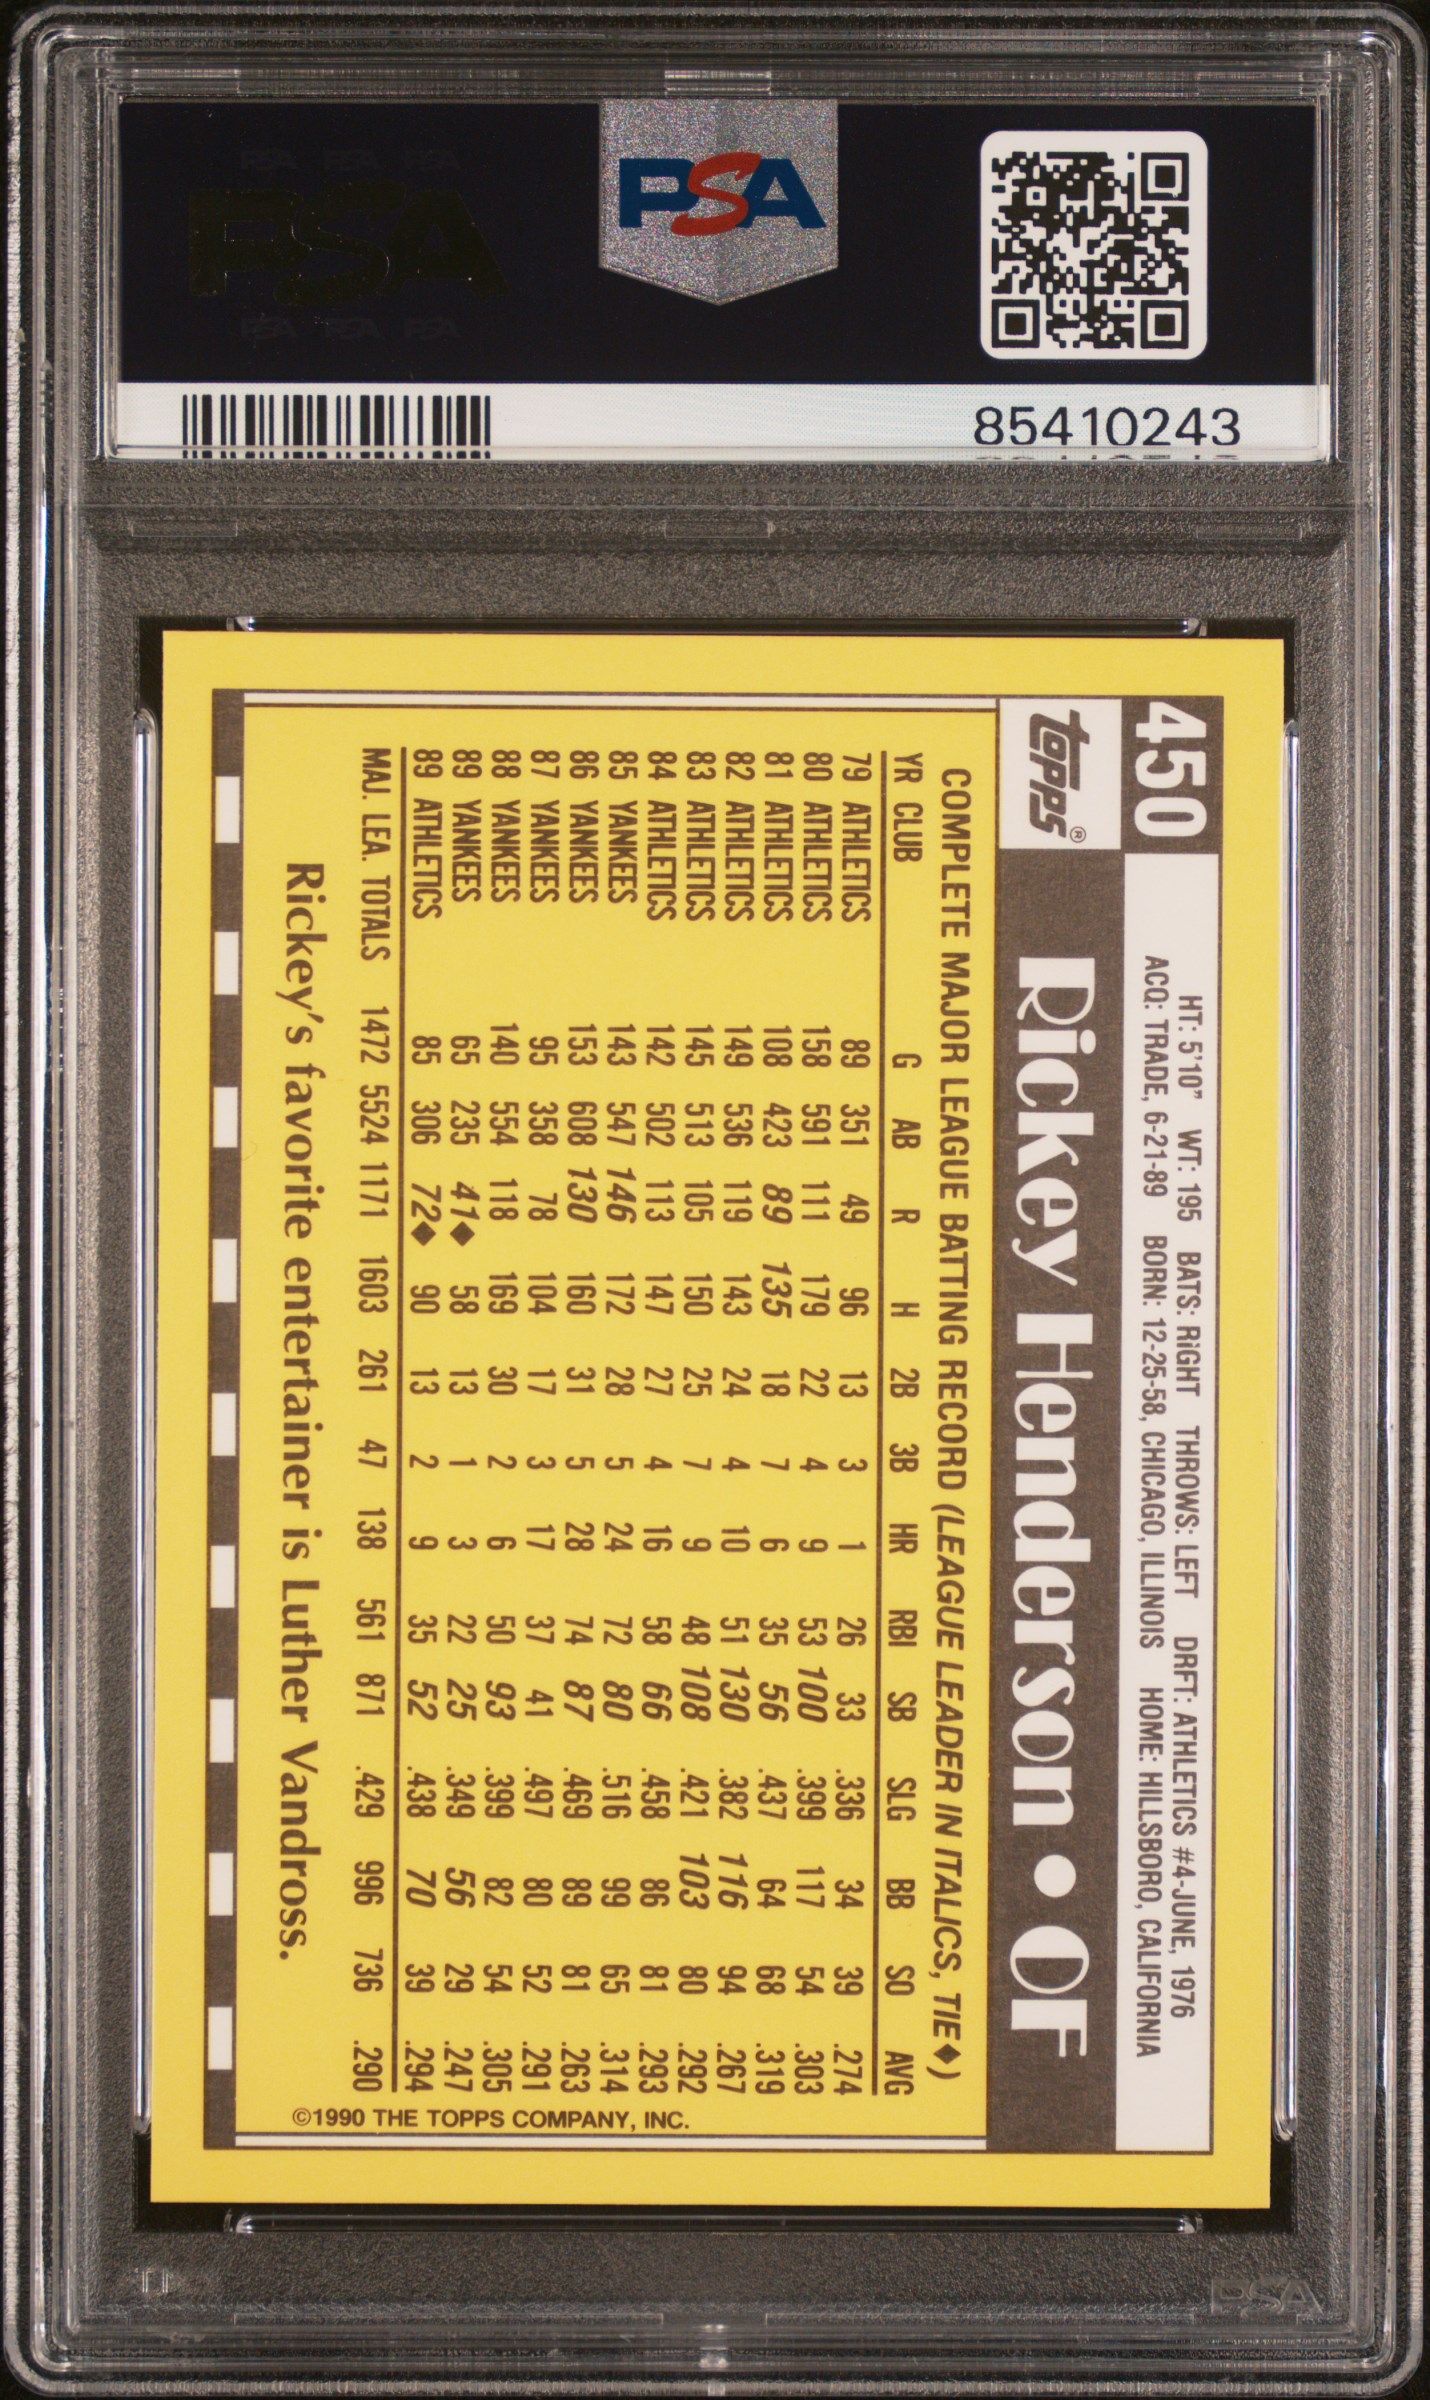 PSA PSA PSA
PSA
PSA PSA PSA
PSA
85410243
450
HT: 5'10" WT: 195 BATS: RIGHT THROWS: LEFT DRFT: ATHLETICS #4-JUNE, 1976
ACQ: TRADE, 6-21-89 BORN: 12-25-58, CHICAGO, ILLINOIS HOME: HILLSBORO, CALIFORNIA
topps® Rickey Henderson • OF
COMPLETE MAJOR LEAGUE BATTING RECORD (LEAGUE LEADER IN ITALICS, TIE◆)
YR CLUB G AB R H 2B 3B HR RBI SB SLG BB SO AVG
79 ATHLETICS 89 351 49 96 13 3 1 26 33 .336 34 39 .274
80 ATHLETICS 158 591 111 179 22 4 9 53 100 .399 117 54 .303
81 ATHLETICS 108 423 89 135 18 7 6 35 56 .437 64 68 .319
82 ATHLETICS 149 536 119 143 24 4 10 51 130 .382 116 94 .267
83 ATHLETICS 145 513 105 150 25 7 9 48 108 .421 103 80 .292
84 ATHLETICS 142 502 113 147 27 4 16 58 66 .458 86 81 .293
85 YANKEES 143 547 146 172 28 5 24 72 80 .516 99 65 .314
86 YANKEES 153 608 130 160 31 5 28 74 87 .469 89 81 .263
87 YANKEES 95 358 78 104 17 3 17 37 41 .497 80 52 .291
88 YANKEES 140 554 118 169 30 2 6 50 93 .399 82 54 .305
89 YANKEES 65 235 41◆ 58 13 1 3 22 25 .349 56 29 .247
89 ATHLETICS 85 306 72◆ 90 13 2 9 35 52 .438 70 39 .294
MAJ. LEA. TOTALS 1472 5524 1171 1603 261 47 138 561 871 .429 996 736 .290
Rickey's favorite entertainer is Luther Vandross.
©1990 THE TOPPS COMPANY, INC.
PSA